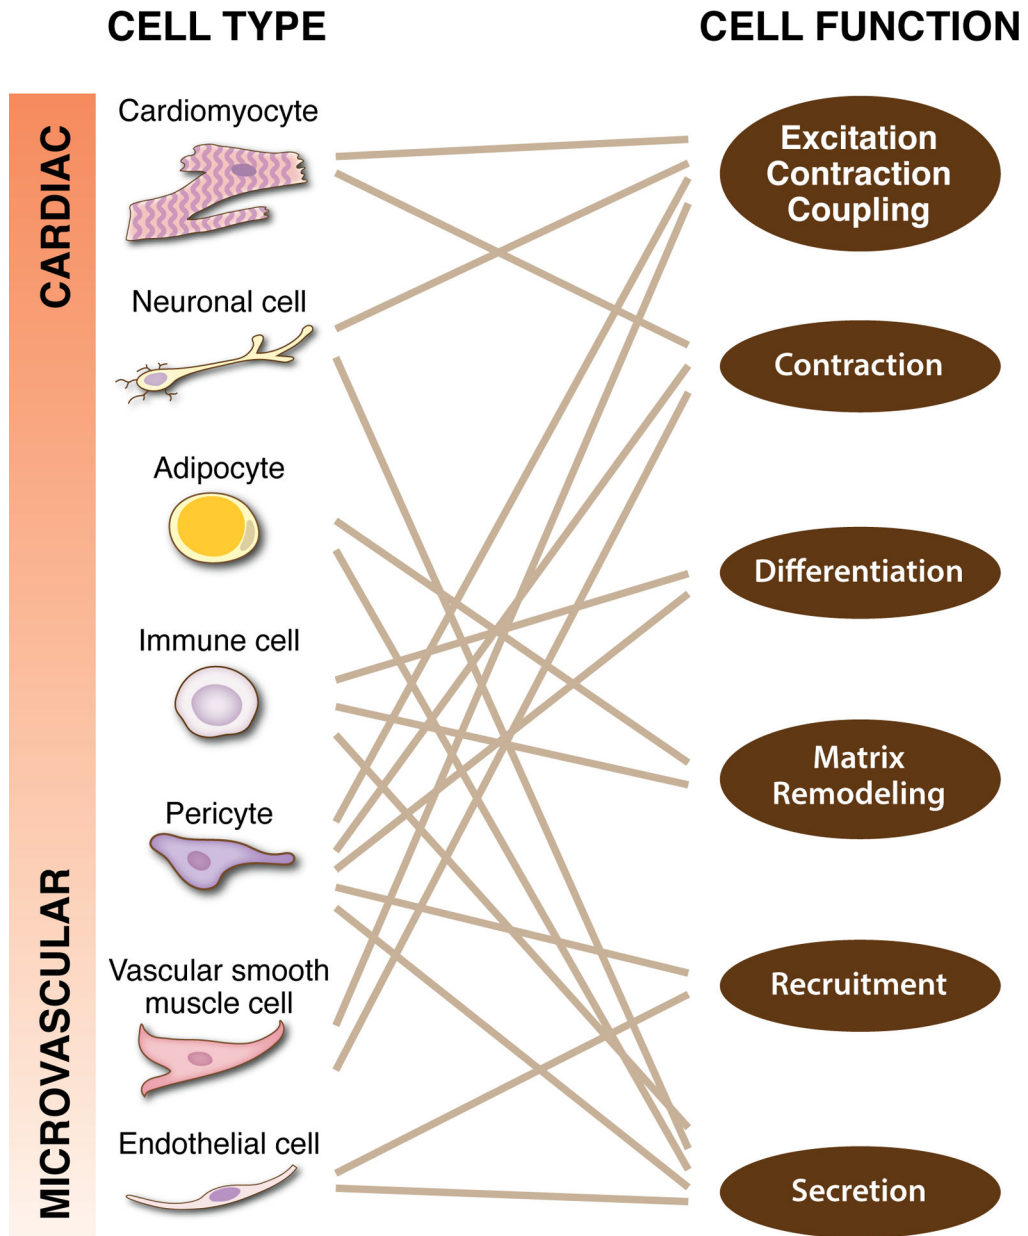 CELL TYPE
CELL FUNCTION
CARDIAC
MICROVASCULAR
Cardiomyocyte
Neuronal cell
Adipocyte
Immune cell
Pericyte
Vascular smooth
muscle cell
Endothelial cell
Excitation
Contraction
Coupling
Contraction
Differentiation
Matrix
Remodeling
Recruitment
Secretion